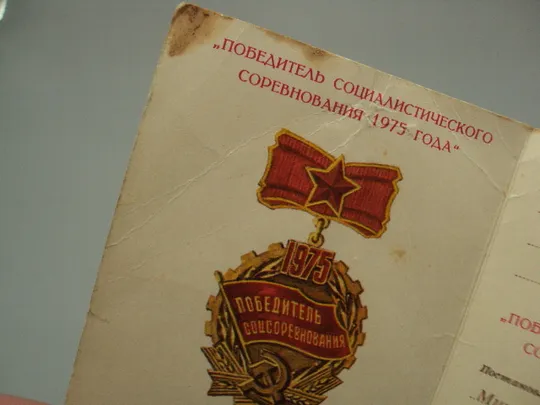 „ПОБЕДИТЕЛЬ СОЦИАЛИСТИЧЕСКОГО
СОРЕВНОВАНИЯ 1975 ГОДА“
1975
ПОБЕДИТЕЛЬ
СОЦСОРЕВНОВАНИЯ